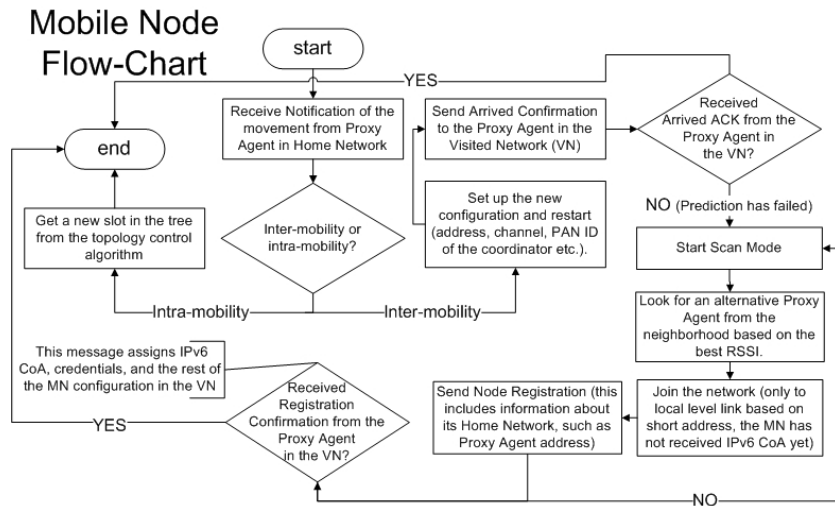 Mobile Node
Flow-Chart
start
YES
Receive Notification of the
movement from Proxy
Agent in Home Network
Send Arrived Confirmation
to the Proxy Agent in the
Visited Network (VN)
Received
Arrived ACK from the
Proxy Agent in
the VN?
end
Get a new slot in the tree
from the topology control
algorithm
Inter-mobility or
intra-mobility?
Set up the new
configuration and restart
(address, channel, PAN ID
of the coordinator etc.).
NO (Prediction has failed)
Start Scan Mode
Intra-mobility
Inter-mobility
Look for an alternative Proxy
Agent from the
neighborhood based on the
best RSSI.
This message assigns IPv6
CoA, credentials, and the rest
of the MN configuration in the VN
Received
Registration
Confirmation from the
Proxy Agent
in the VN?
Send Node Registration (this
includes information about
its Home Network, such as
Proxy Agent address)
Join the network (only to
local level link based on
short address, the MN has
not received IPv6 CoA yet)
YES
NO